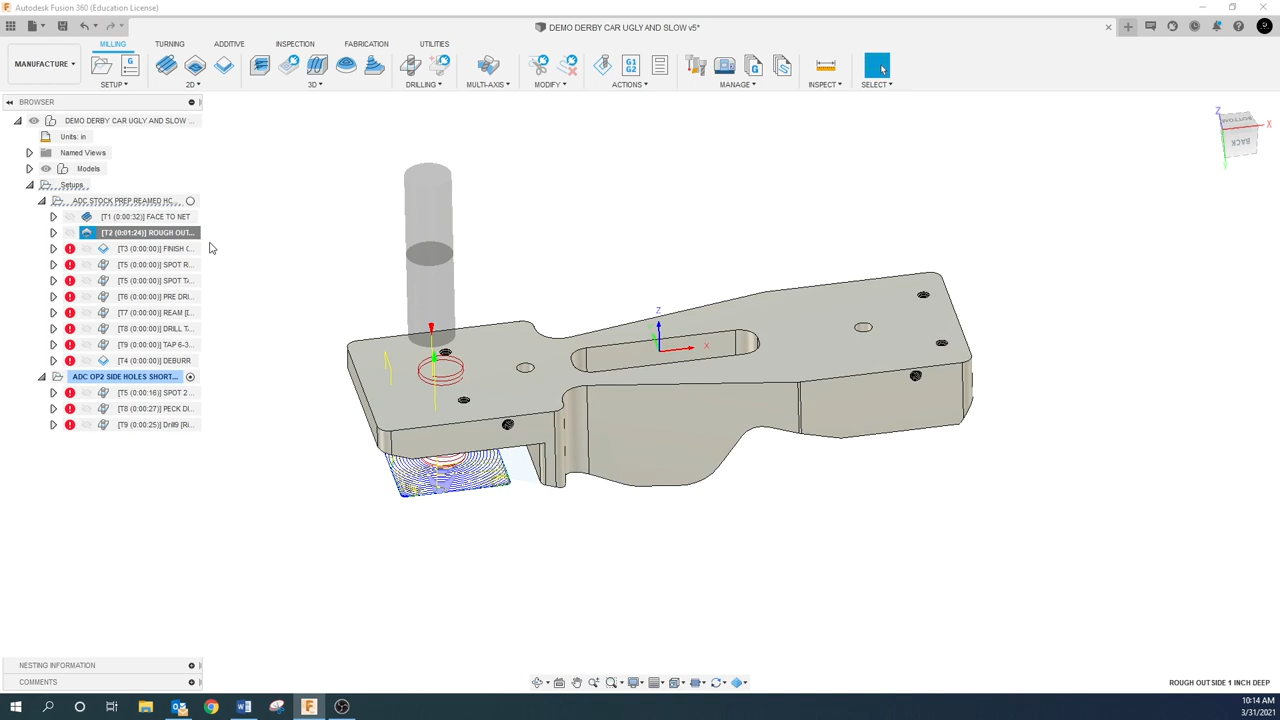 Autodesk Fusion 360 (Education License)
DEMO DERBY CAR UGLY AND SLOW v5*
MILLING TURNING ADDITIVE INSPECTION FABRICATION UTILITIES
MANUFACTURE
G1
G2
SETUP 2D 3D DRILLING MULTI-AXIS MODIFY ACTIONS MANAGE INSPECT SELECT
BROWSER
DEMO DERBY CAR UGLY AND SLOW ...
Units: in
Named Views
Models
Setups
ADC STOCK PREP REAMED HC...
[T1 (0:00:32)] FACE TO NET
[T2 (0:01:24)] ROUGH OUT...
[T3 (0:00:00)] FINISH C...
[T5 (0:00:00)] SPOT R...
[T5 (0:00:00)] SPOT TA...
[T6 (0:00:00)] PRE DRI...
[T7 (0:00:00)] REAM [D...
[T8 (0:00:00)] DRILL T...
[T9 (0:00:00)] TAP 6-3...
[T4 (0:00:00)] DEBURR
ADC OP2 SIDE HOLES SHORT...
[T5 (0:00:16)] SPOT 2 ...
[T8 (0:00:27)] PECK DI...
[T9 (0:00:25)] Drill9 [Ri...
Z
X
BOTTOM
BACK
Z
X
NESTING INFORMATION
COMMENTS
ROUGH OUTSIDE 1 INCH DEEP
10:14 AM
3/31/2021